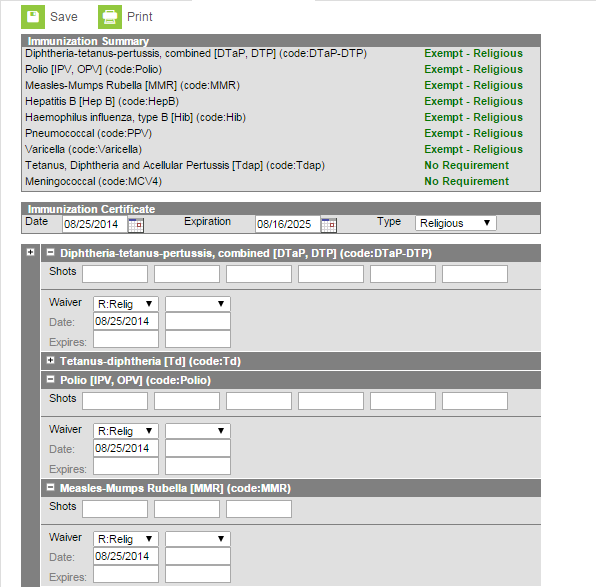 Save Print
Immunization Summary
Diphtheria-tetanus-pertussis, combined [DTaP, DTP] (code:DTaP-DTP) Exempt - Religious
Polio [IPV, OPV] (code:Polio) Exempt - Religious
Measles-Mumps Rubella [MMR] (code:MMR) Exempt - Religious
Hepatitis B [Hep B] (code:HepB) Exempt - Religious
Haemophilus influenza, type B [Hib] (code:Hib) Exempt - Religious
Pneumococcal (code:PPV) Exempt - Religious
Varicella (code:Varicella) Exempt - Religious
Tetanus, Diphtheria and Acellular Pertussis [Tdap] (code:Tdap) No Requirement
Meningococcal (code:MCV4) No Requirement
Immunization Certificate
Date 08/25/2014 Expiration 08/16/2025 Type Religious
Diphtheria-tetanus-pertussis, combined [DTaP, DTP] (code:DTaP-DTP)
Shots
Waiver R:Relig
Date: 08/25/2014
Expires:
Tetanus-diphtheria [Td] (code:Td)
Polio [IPV, OPV] (code:Polio)
Shots
Waiver R:Relig
Date: 08/25/2014
Expires:
Measles-Mumps Rubella [MMR] (code:MMR)
Shots
Waiver R:Relig
Date: 08/25/2014
Expires: